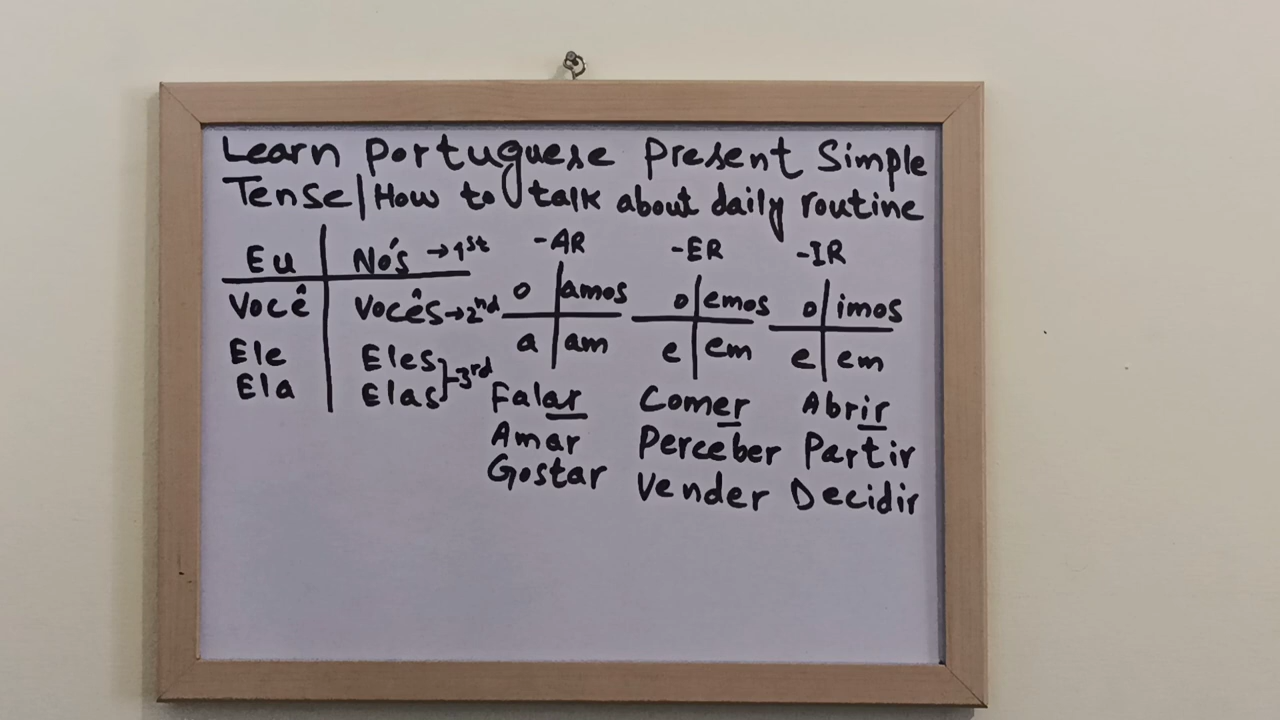 Learn Portuguese Present Simple
Tense|How to talk about daily routine
Eu | Nós →1st
Você | Vocês→2nd
Ele | Eles
Ela | Elas } -3rd
-AR
o | amos
a | am
Falar
Amar
Gostar
-ER
o | emos
e | em
Comer
Perceber
Vender
-IR
o | imos
e | em
Abrir
Partir
Decidir